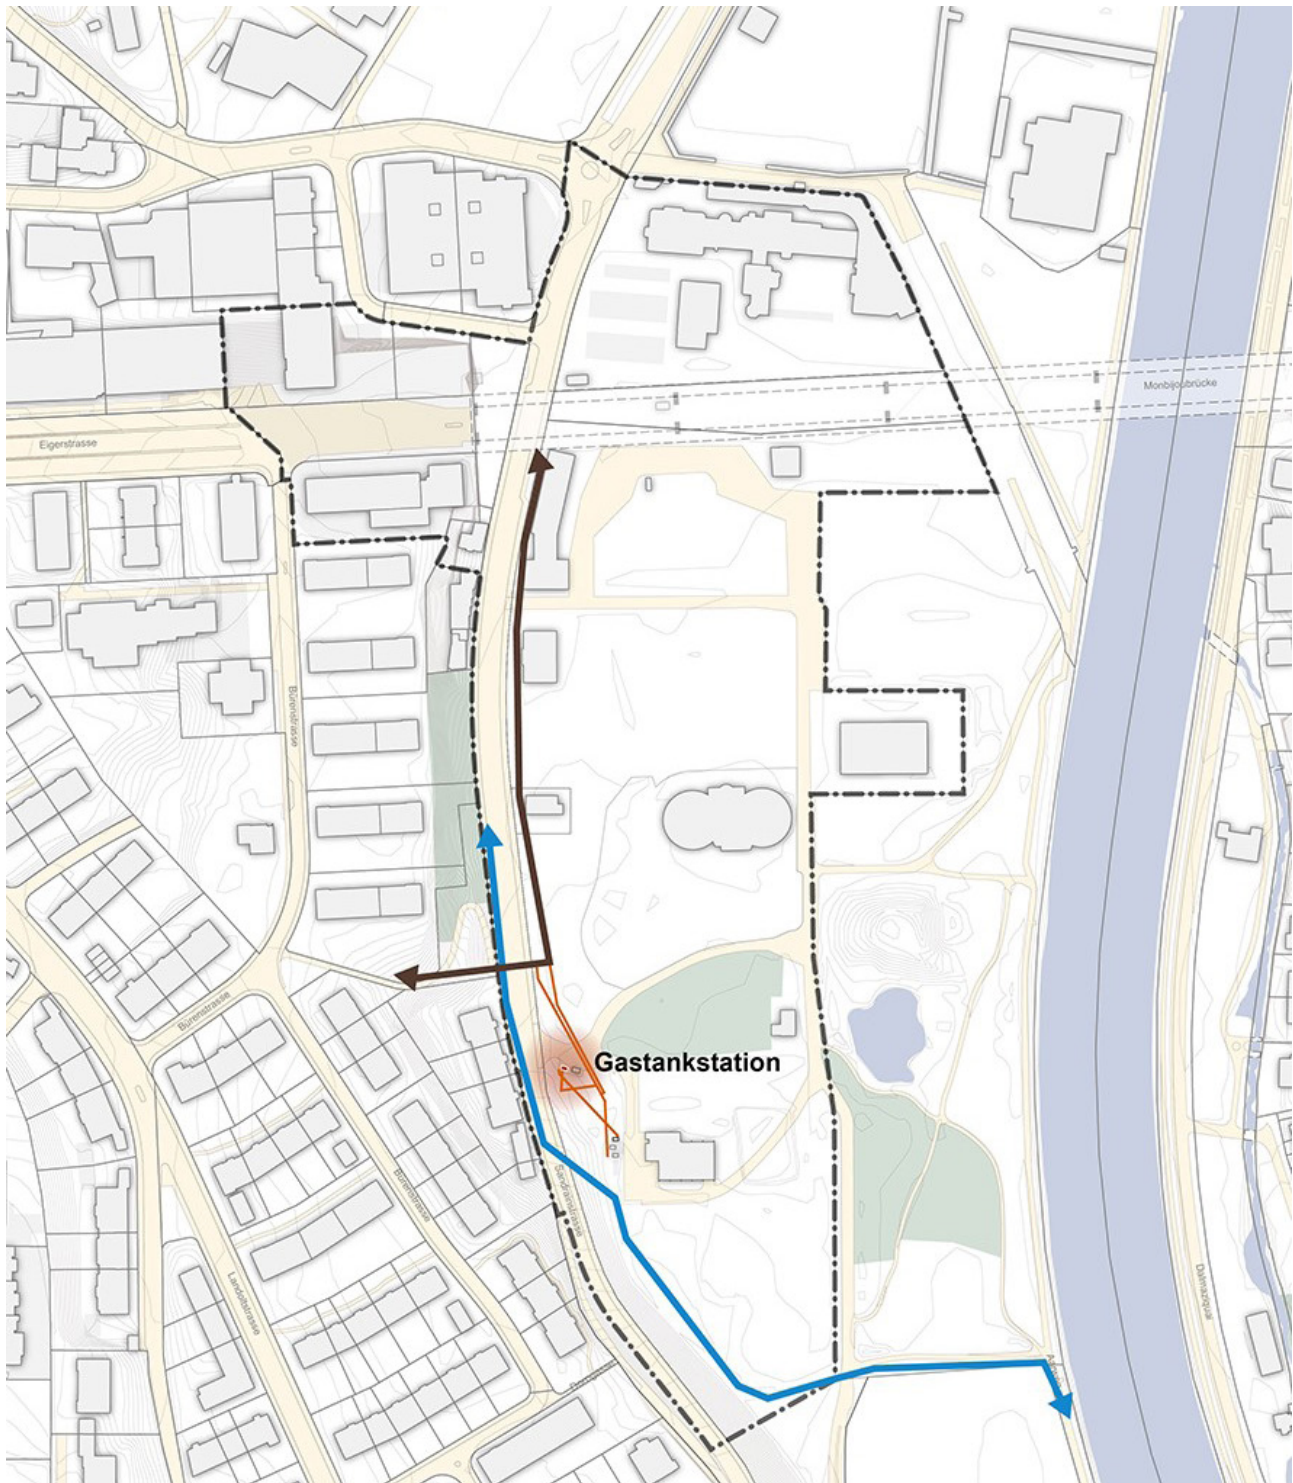 Monbijoubrücke
Eigerstrasse
Bürenstrasse
Bürenstrasse
Gastankstation
Sandrainstrasse
Bürenstrasse
Landoltstrasse
Dalmaziquai